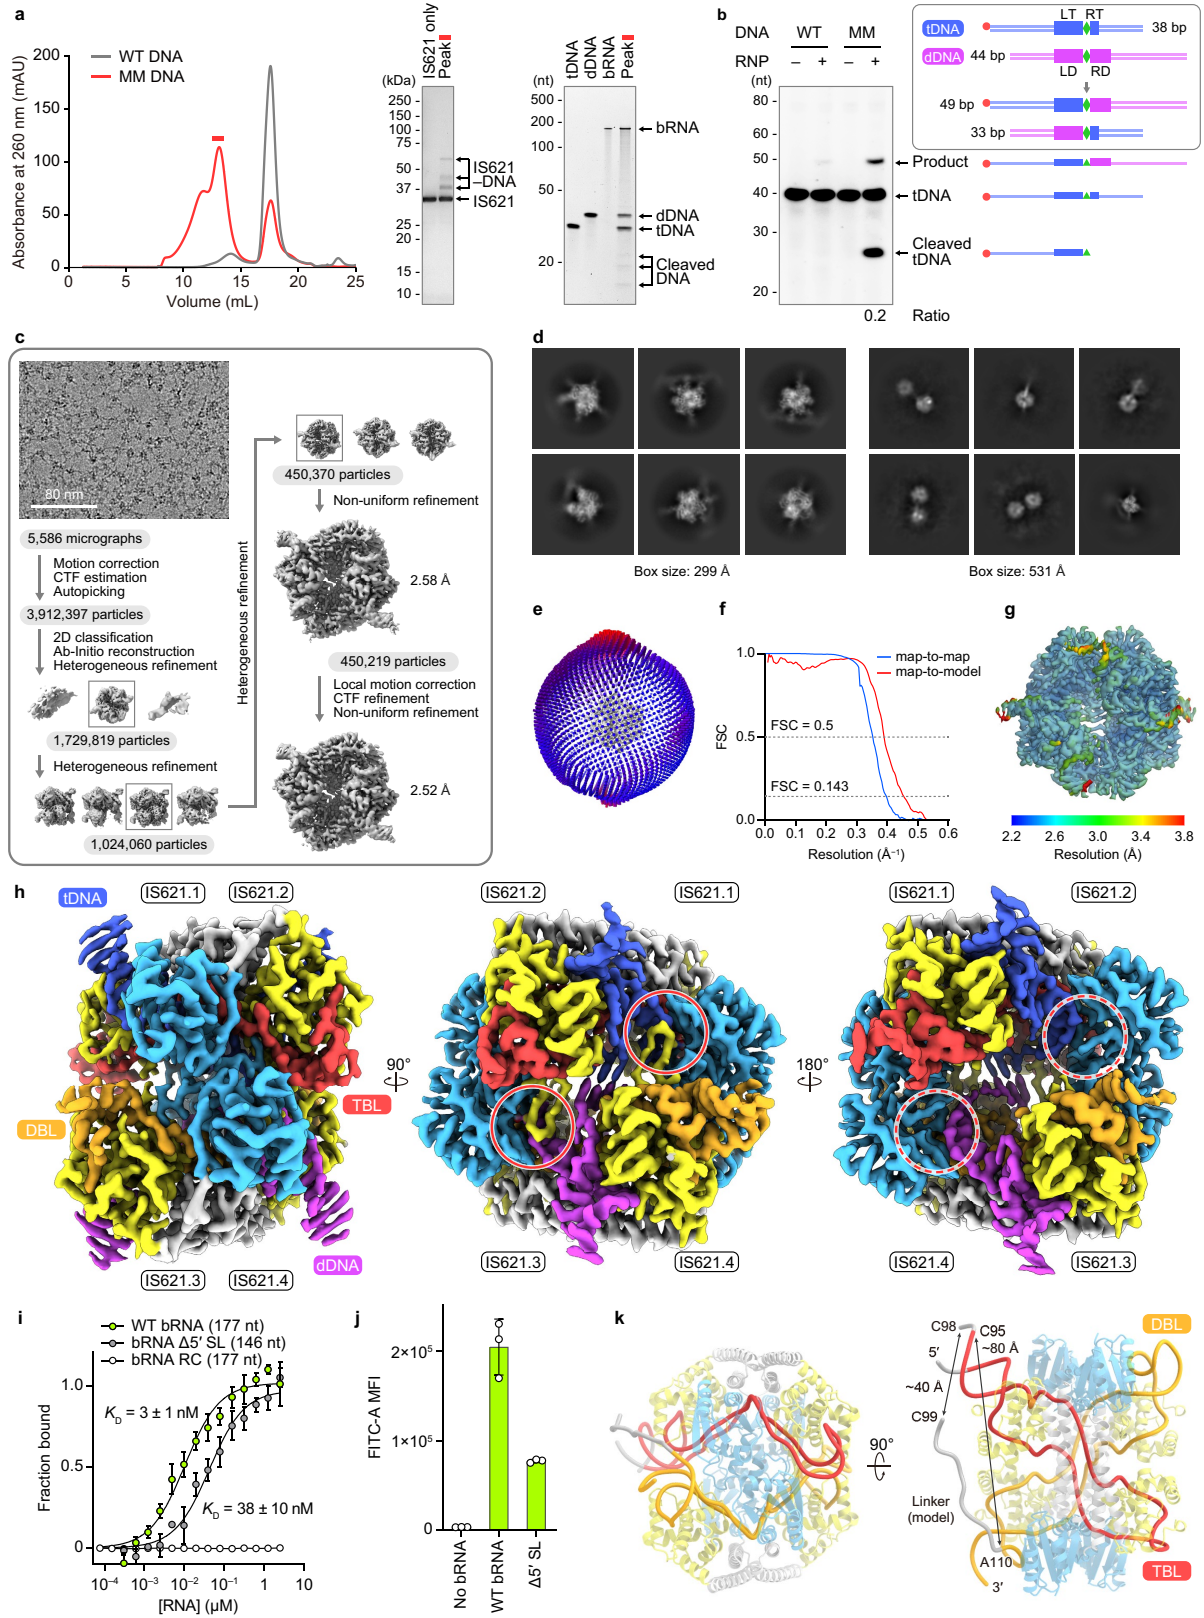 a
WT DNA
MM DNA
Absorbance at 260 nm (mAU)
200
150
100
50
0
0 5 10 15 20 25
Volume (mL)
IS621 only
Peak
(kDa)
250
150
100
75
50
37
25
20
15
10
IS621
–DNA
IS621
tDNA
dDNA
bRNA
Peak
(nt)
500
200
100
50
20
bRNA
dDNA
tDNA
Cleaved
DNA
b
DNA WT MM
RNP – + – +
(nt)
80
60
50
40
30
20
0.2 Ratio
Product
tDNA
Cleaved
tDNA
LT RT
tDNA 38 bp
dDNA 44 bp
LD RD
49 bp
33 bp
c
80 nm
5,586 micrographs
Motion correction
CTF estimation
Autopicking
3,912,397 particles
2D classification
Ab-Initio reconstruction
Heterogeneous refinement
1,729,819 particles
Heterogeneous refinement
1,024,060 particles
Heterogeneous refinement
450,370 particles
Non-uniform refinement
2.58 Å
450,219 particles
Local motion correction
CTF refinement
Non-uniform refinement
2.52 Å
d
Box size: 299 Å
Box size: 531 Å
e
f
map-to-map
map-to-model
FSC
1.0
0.5
0.0
FSC = 0.5
FSC = 0.143
0.0 0.1 0.2 0.3 0.4 0.5 0.6
Resolution (Å⁻¹)
g
2.2 2.6 3.0 3.4 3.8
Resolution (Å)
h
tDNA
IS621.1 IS621.2
DBL
TBL
IS621.3 IS621.4
dDNA
90°
IS621.2 IS621.1
IS621.3 IS621.4
180°
IS621.1 IS621.2
IS621.4 IS621.3
i
WT bRNA (177 nt)
bRNA Δ5′ SL (146 nt)
bRNA RC (177 nt)
Fraction bound
1.0
0.5
0
K_D = 3 ± 1 nM
K_D = 38 ± 10 nM
10⁻⁴ 10⁻³ 10⁻² 10⁻¹ 1 10
[RNA] (µM)
j
FITC-A MFI
2×10⁵
1×10⁵
0
No bRNA
WT bRNA
Δ5′ SL
k
90°
C98
C95
5′
~80 Å
~40 Å
C99
Linker
(model)
A110
3′
DBL
TBL